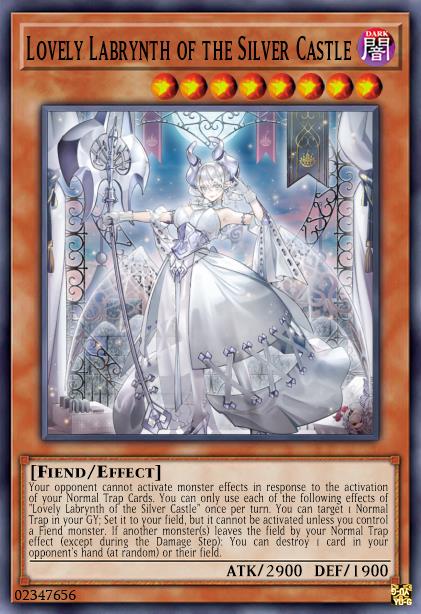 Lovely Labrynth of the Silver Castle
DARK
闇
[Fiend/Effect]
Your opponent cannot activate monster effects in response to the activation
of your Normal Trap Cards. You can only use each of the following effects of
"Lovely Labrynth of the Silver Castle" once per turn. You can target 1 Normal
Trap in your GY; Set it to your field, but it cannot be activated unless you control
a Fiend monster. If another monster(s) leaves the field by your Normal Trap
effect (except during the Damage Step): You can destroy 1 card in your
opponent's hand (at random) or their field.
ATK/2900 DEF/1900
02347656